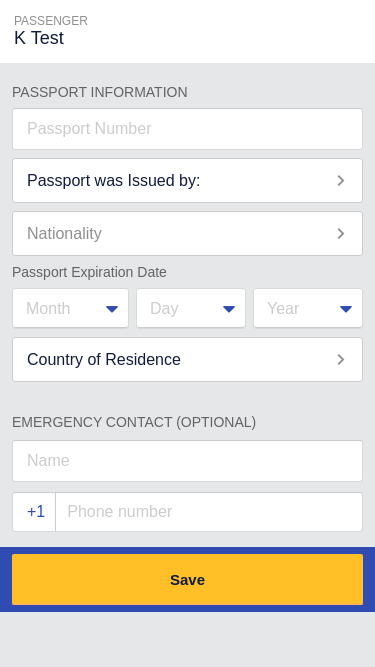 PASSENGER
K Test
PASSPORT INFORMATION
Passport Number
Passport was Issued by:
Nationality
Passport Expiration Date
Month Day Year
Country of Residence
EMERGENCY CONTACT (OPTIONAL)
Name
+1 Phone number
Save